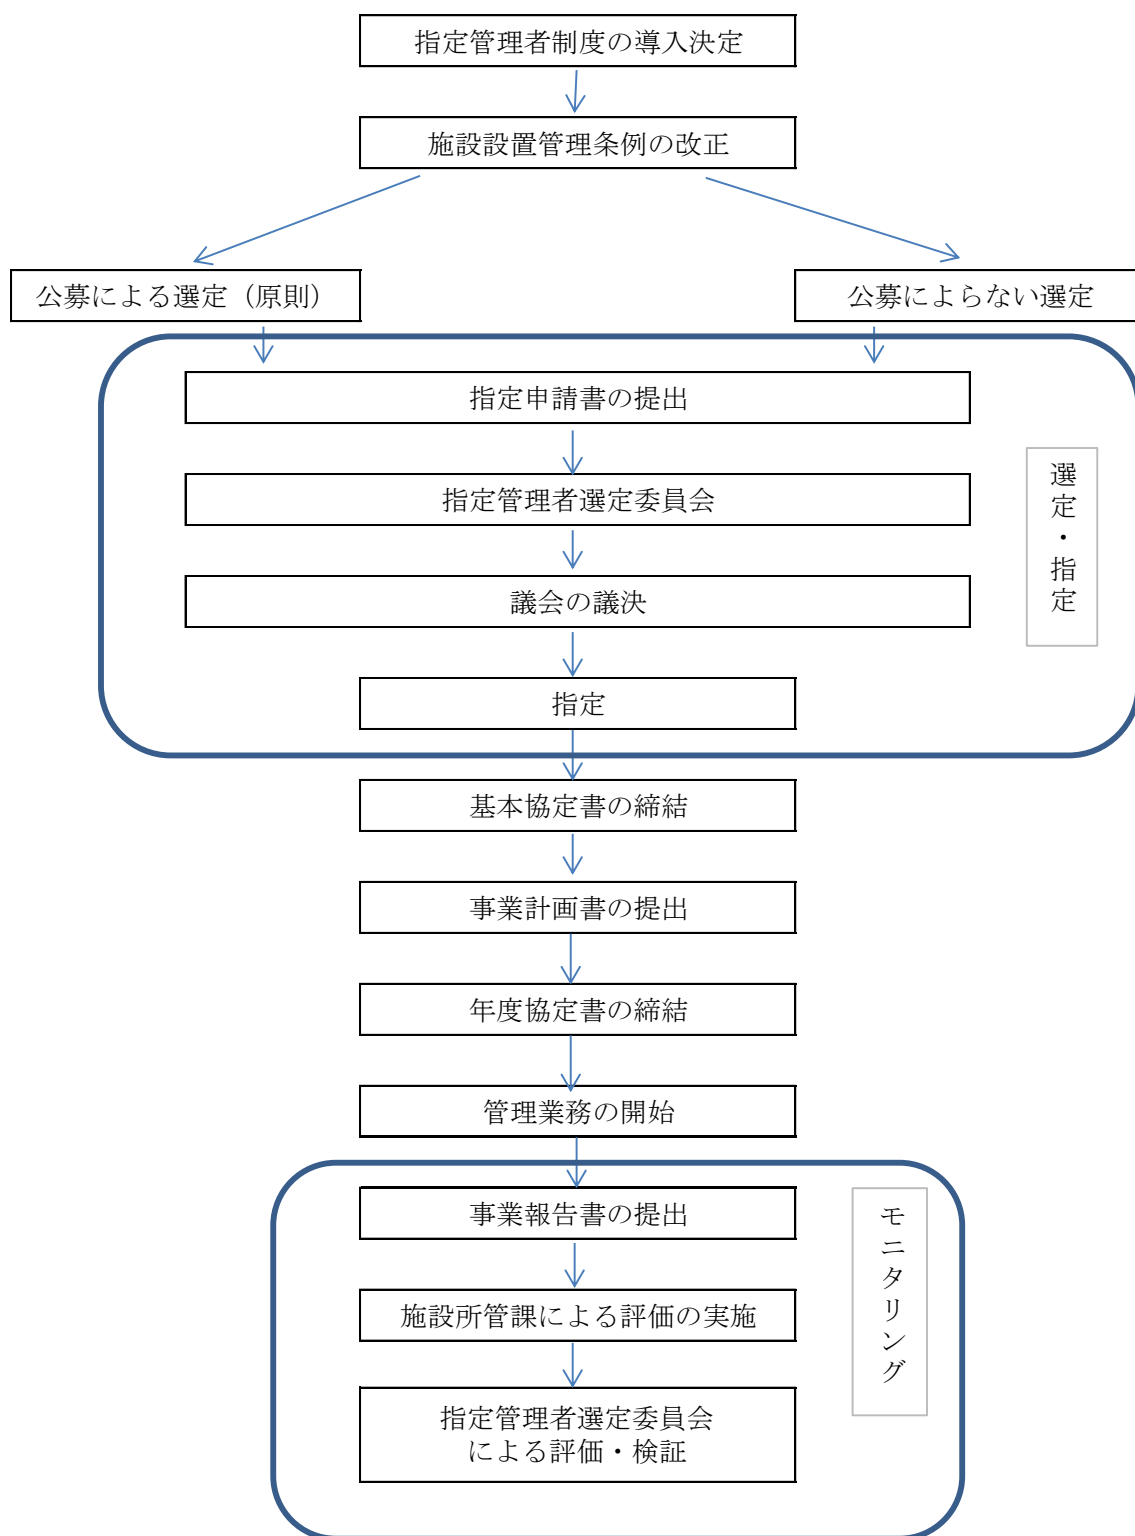 指定管理者制度の導入決定
施設設置管理条例の改正
公募による選定（原則）
公募によらない選定
指定申請書の提出
指定管理者選定委員会
議会の議決
指定
選定・指定
基本協定書の締結
事業計画書の提出
年度協定書の締結
管理業務の開始
事業報告書の提出
施設所管課による評価の実施
指定管理者選定委員会
による評価・検証
モニタリング